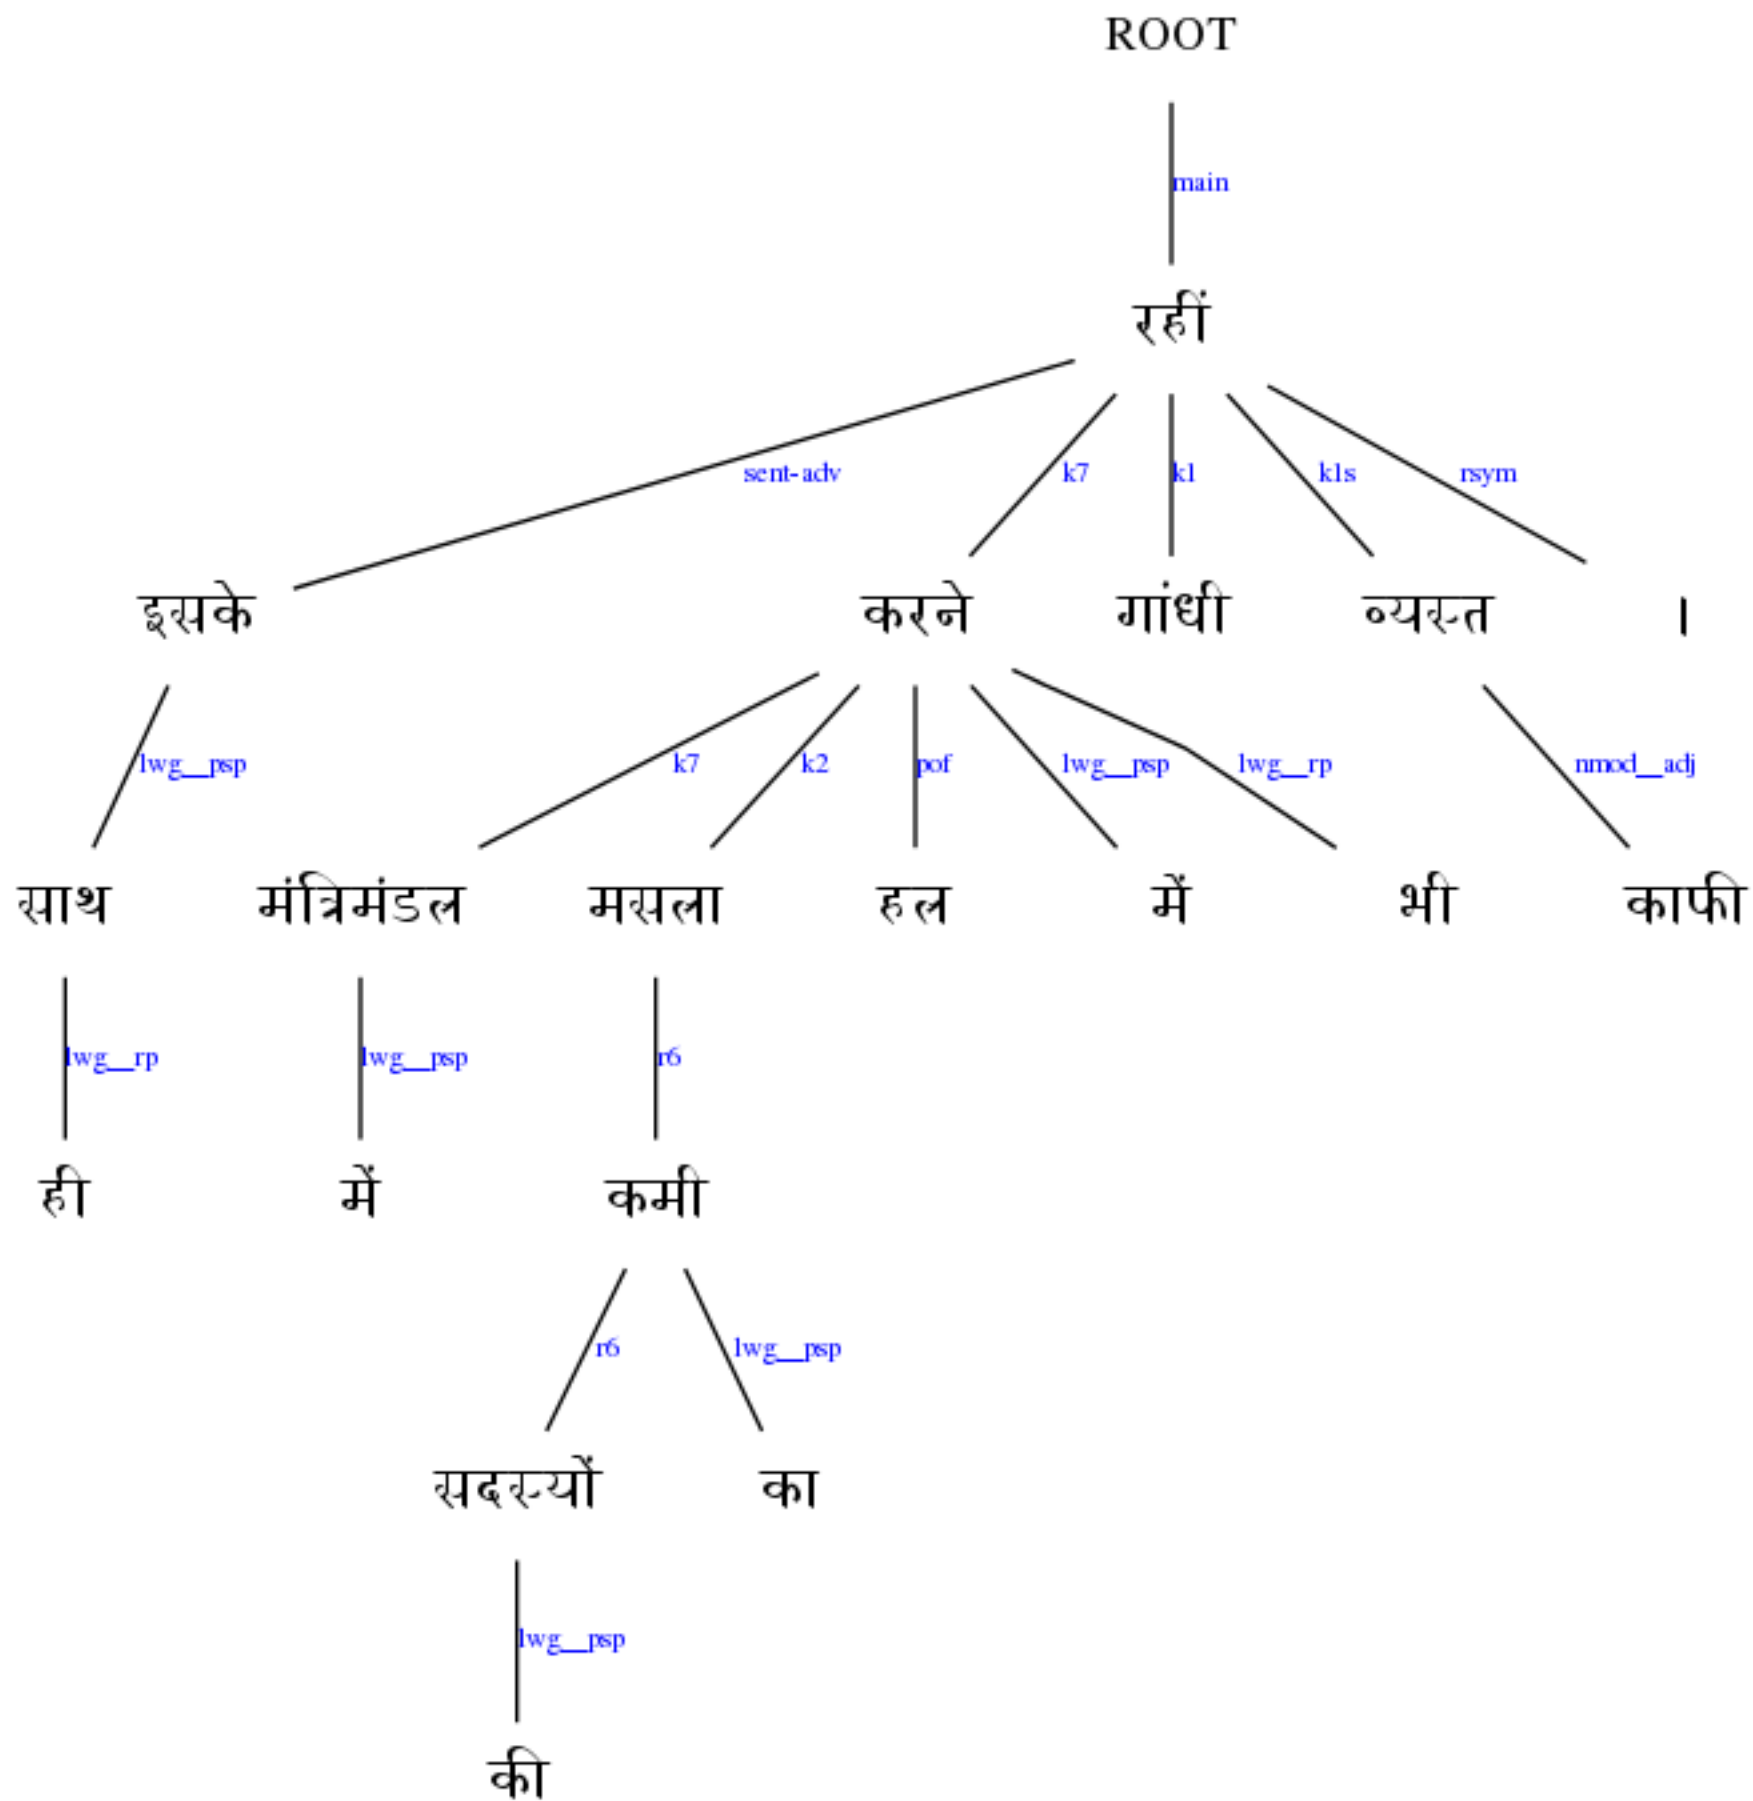 ROOT
main
रहीं
sent-adv k7 k1 k1s rsym
इसके करने गांधी व्यस्त ।
lwg__psp k7 k2 pof lwg__psp lwg__rp nmod__adj
साथ मंत्रिमंडल मसला हल में भी काफी
lwg__rp lwg__psp r6
ही में कमी
r6 lwg__psp
सदस्यों का
lwg__psp
की